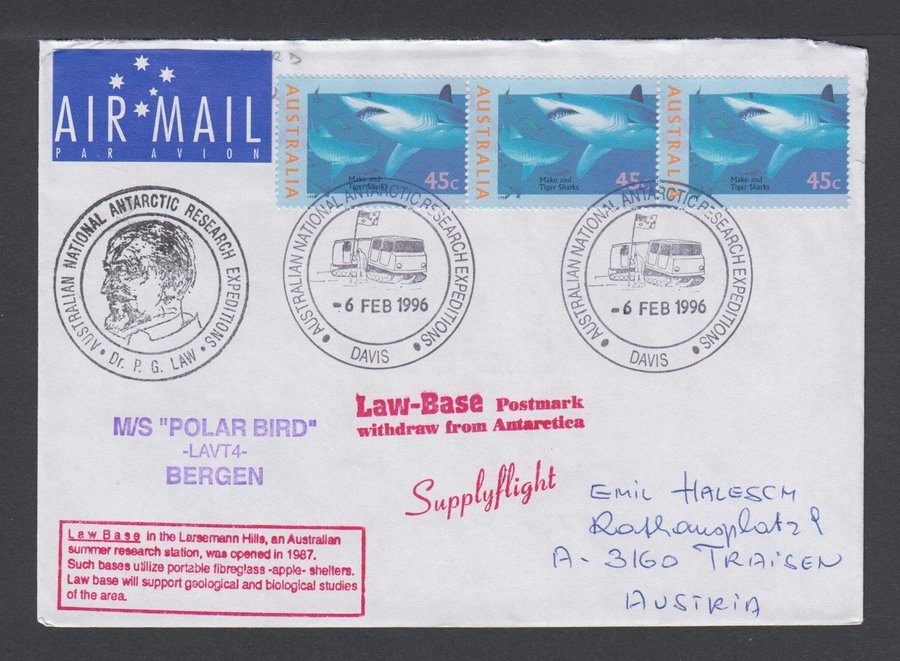 AIR MAIL
PAR AVION
AUSTRALIA
Mako and
Tiger Sharks
45c
AUSTRALIA
Mako and
Tiger Sharks
45c
AUSTRALIA
Mako and
Tiger Sharks
45c
AUSTRALIAN NATIONAL ANTARCTIC RESEARCH EXPEDITIONS
• Dr. P. G. LAW •
AUSTRALIAN NATIONAL ANTARCTIC RESEARCH EXPEDITIONS
-6 FEB 1996
• DAVIS •
AUSTRALIAN NATIONAL ANTARCTIC RESEARCH EXPEDITIONS
-6 FEB 1996
• DAVIS •
Law-Base Postmark
withdraw from Antarctica
M/S "POLAR BIRD"
-LAVT4-
BERGEN
Supplyflight
EMIL HALESCH
A - 3160 TRAISEN
AUSTRIA
Law Base in the Larsemann Hills, an Australian
summer research station, was opened in 1987.
Such bases utilize portable fibreglass -apple- shelters.
Law base will support geological and biological studies
of the area.